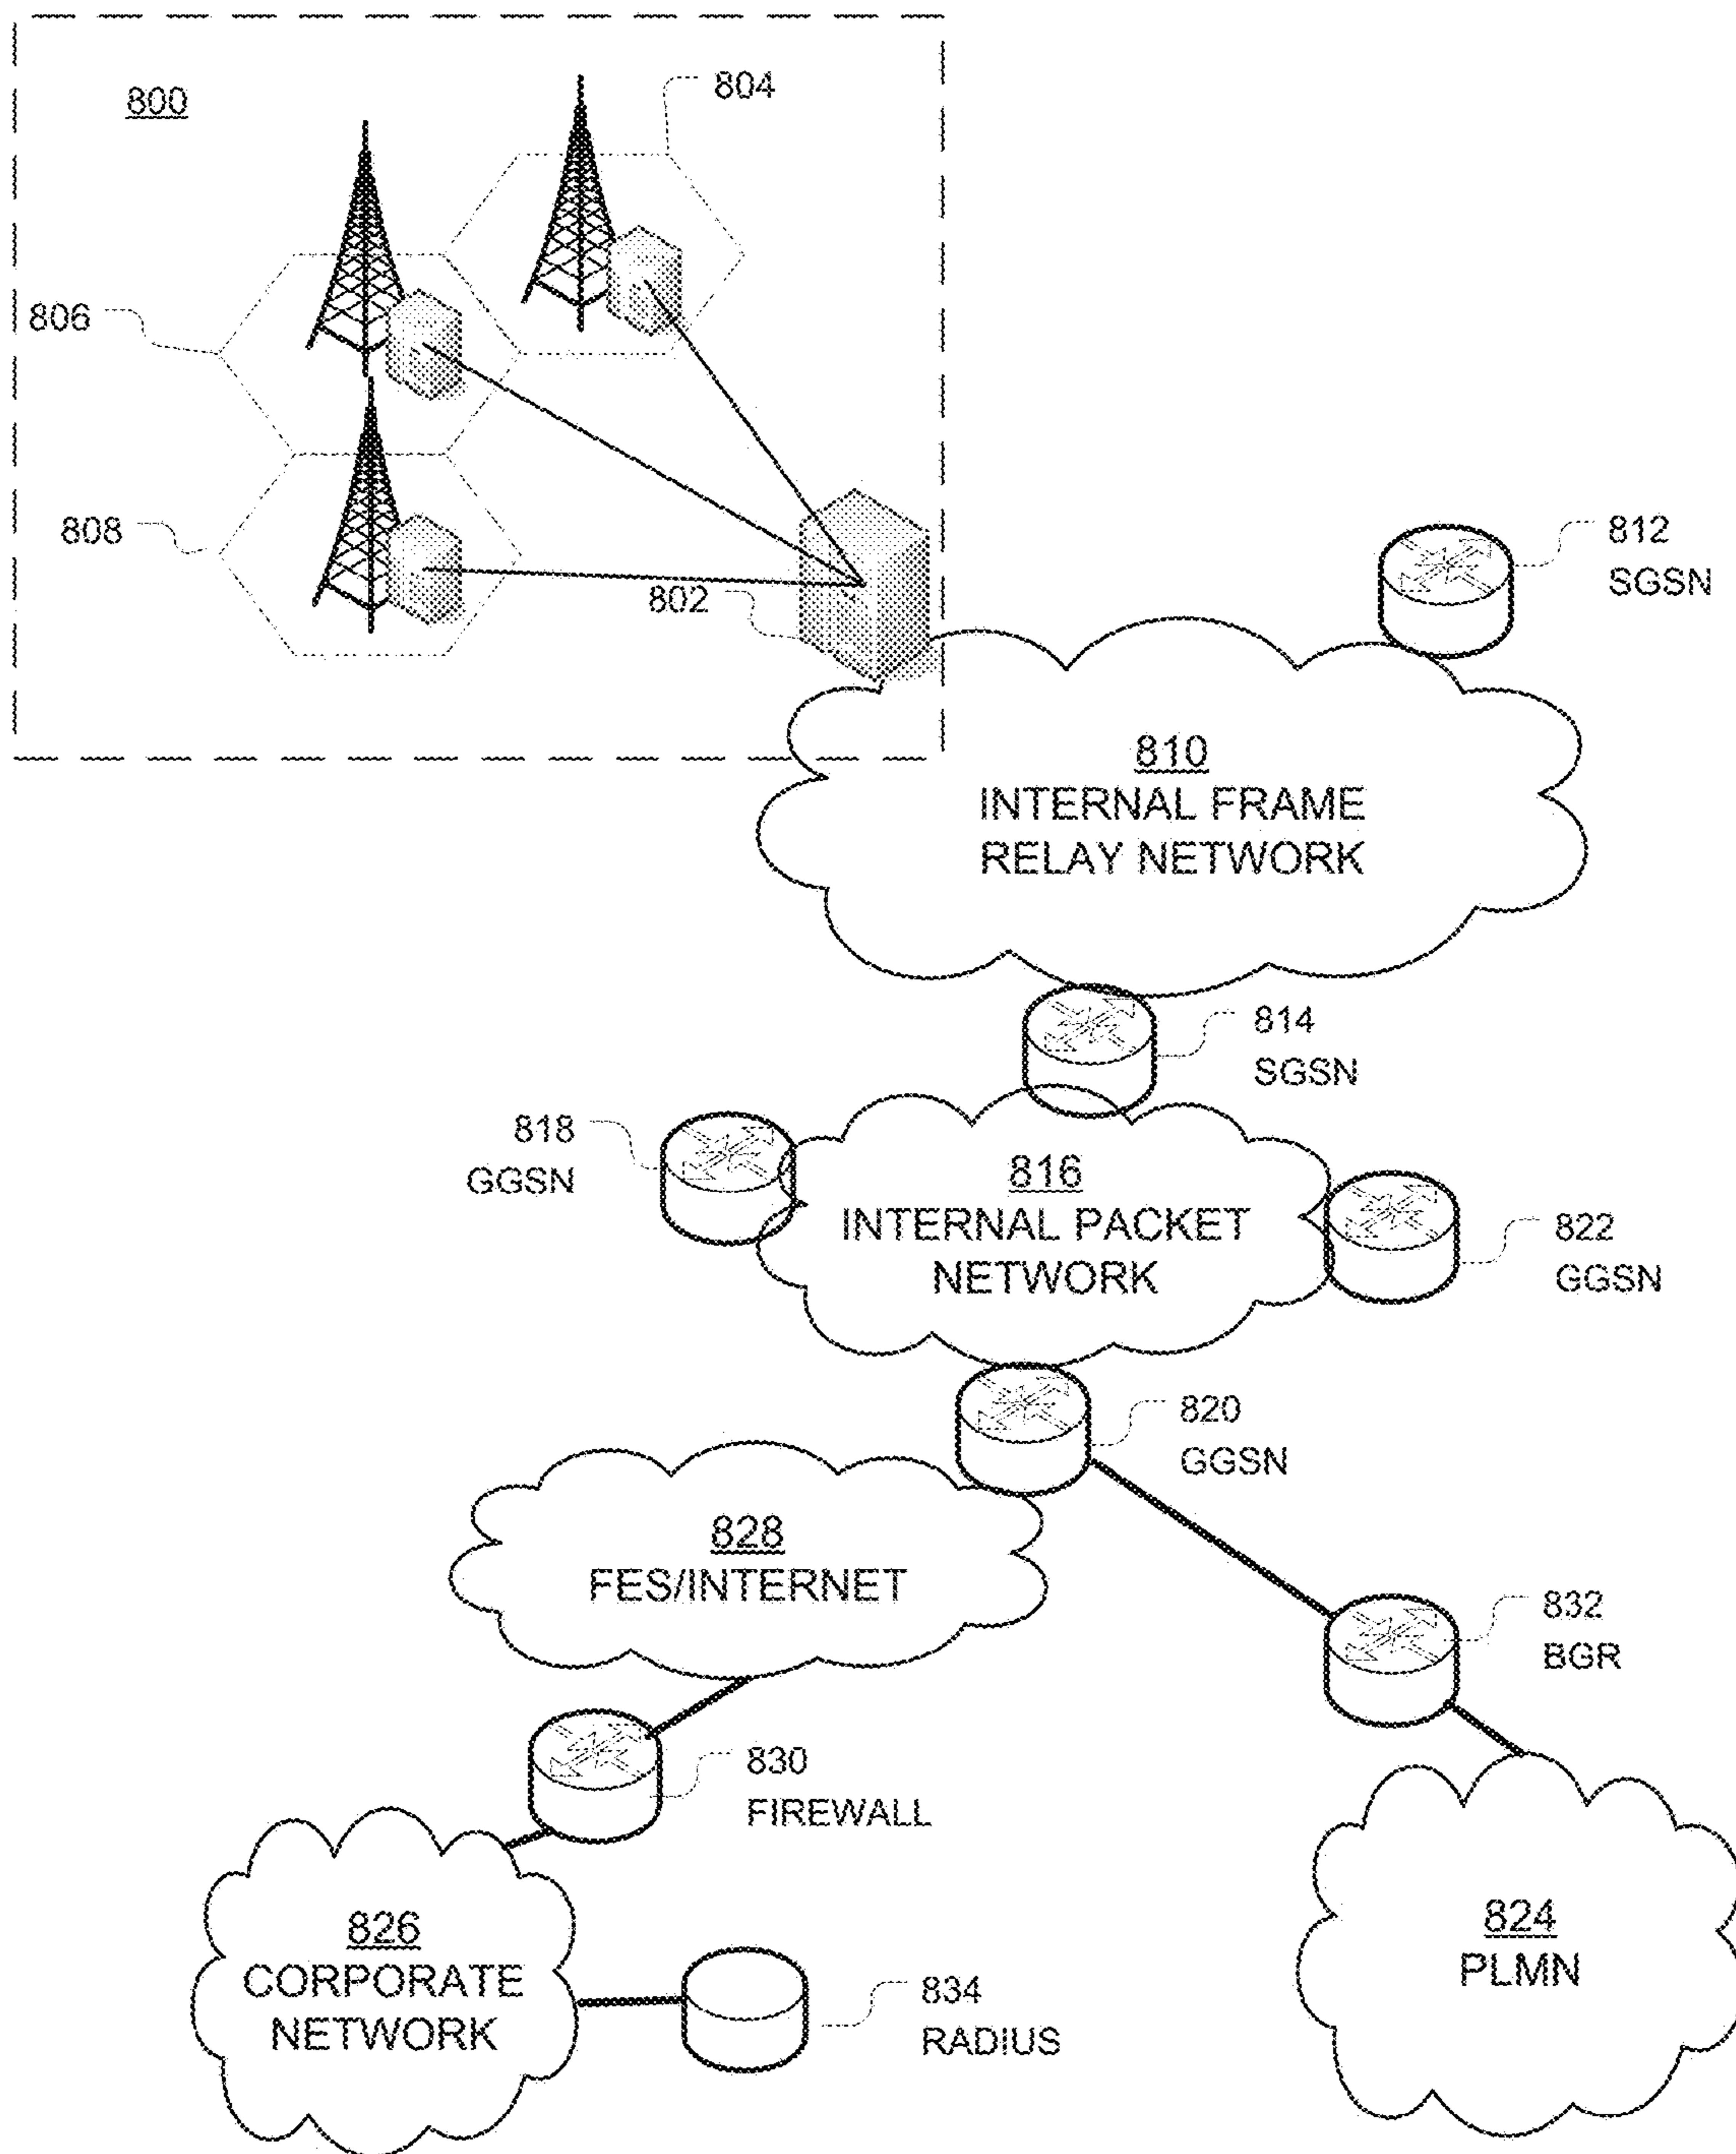 800
804
806
808
802
812
SGSN
810
INTERNAL FRAME
RELAY NETWORK
814
SGSN
818
GGSN
816
INTERNAL PACKET
NETWORK
822
GGSN
820
GGSN
828
FES/INTERNET
832
BGR
830
FIREWALL
826
CORPORATE
NETWORK
824
PLMN
834
RADIUS